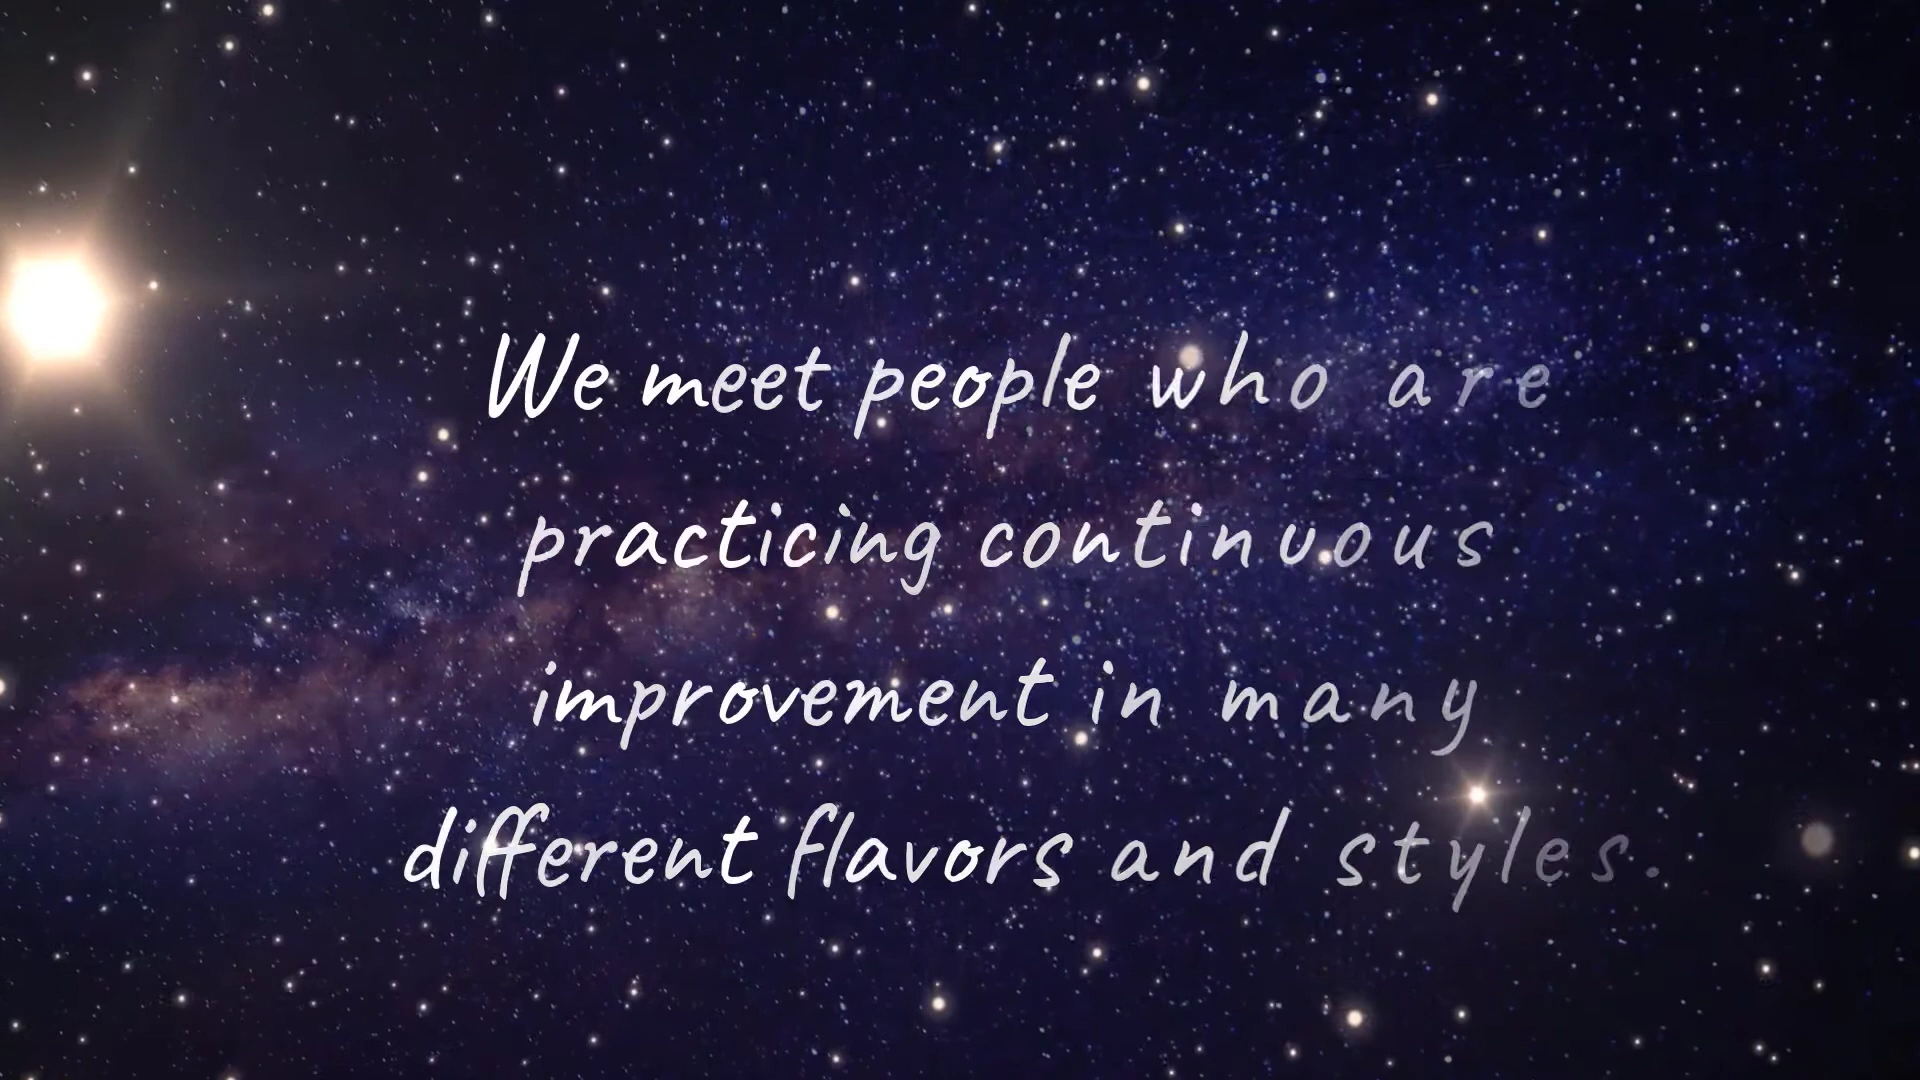 We meet people who are
practicing continuous
improvement in many
different flavors and styles.